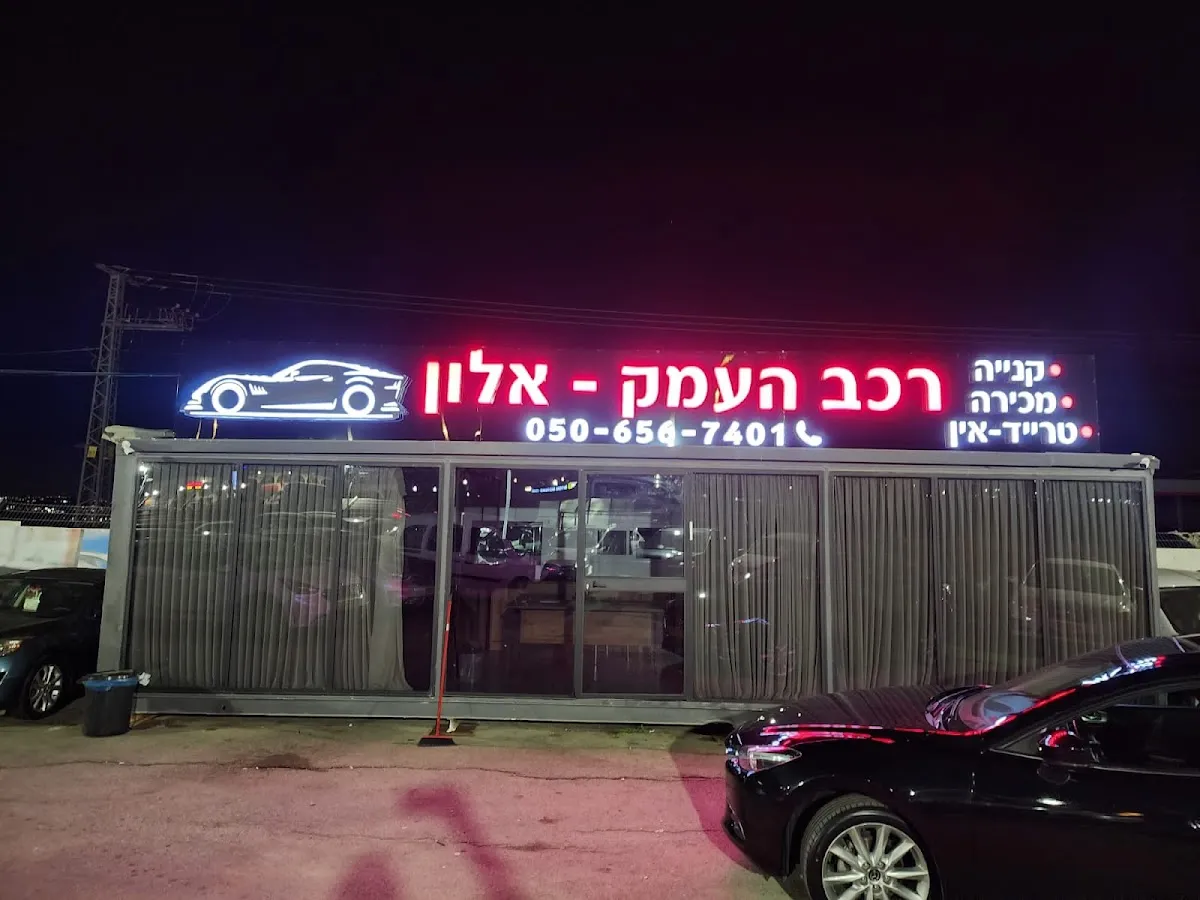 רכב העמק - אלון
050-656-7401
• קנייה
• מכירה
• טרייד-אין